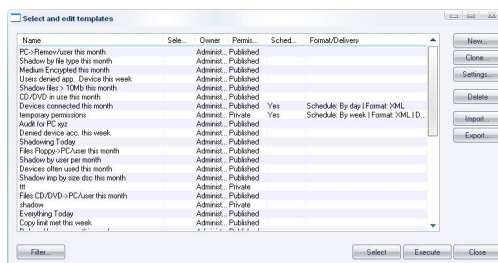 Select and edit templates
Name Sele... Owner Permis... Sched... Format/Delivery
PC->Remov/user this month Administ... Published
Shadow by file type this month Administ... Published
Medium Encrypted this week Administ... Published
Users denied app. Device this week Administ... Published
Shadow files > 10Mb this month Administ... Published
CD/DVD in use this month Administ... Published
Devices connected this month Administ... Published Yes Schedule: By day | Format: XML
temporary permissions Administ... Private Yes Schedule: By week | Format: XML | D...
Audit for PC xyz Administ... Published
Denied device acc. this week Administ... Published
Shadowing Today Administ... Published
Files Floppy->PC/user this month Administ... Published
Shadow by user per month Administ... Published
Devices often used this month Administ... Published
Shadow imp by size dsc this month Administ... Published
ttt Administ... Private
Files CD/DVD->PC/user this month Administ... Published
shadow Administ... Private
Everything Today Administ... Published
Copy limit met this week Administ... Published
New...
Clone...
Settings...
Delete
Import...
Export...
Filter... Select Execute Close